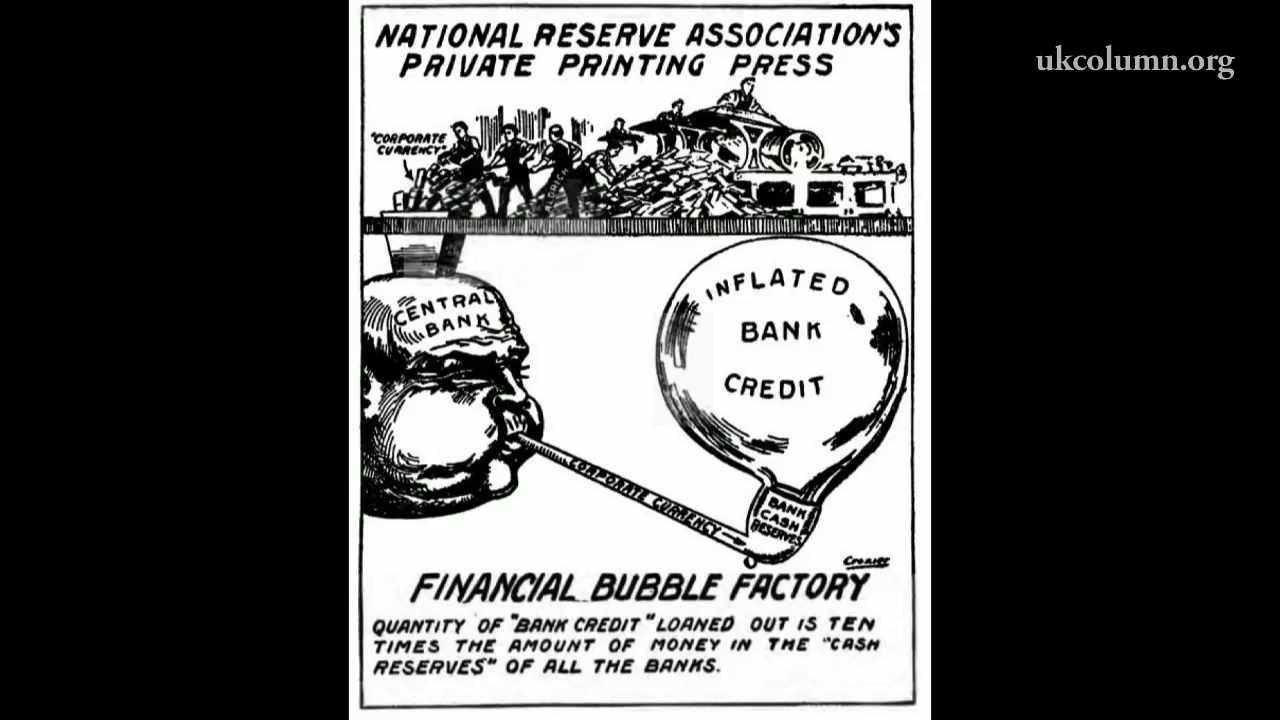 NATIONAL RESERVE ASSOCIATION'S
PRIVATE PRINTING PRESS
ukcolumn.org
"CORPORATE
CURRENCY"
ALDRICH
CENTRAL
BANK
INFLATED
BANK
CREDIT
CORPORATE CURRENCY
BANK
CASH
RESERVES
FINANCIAL BUBBLE FACTORY
QUANTITY OF "BANK CREDIT" LOANED OUT IS TEN
TIMES THE AMOUNT OF MONEY IN THE "CASH
RESERVES" OF ALL THE BANKS.